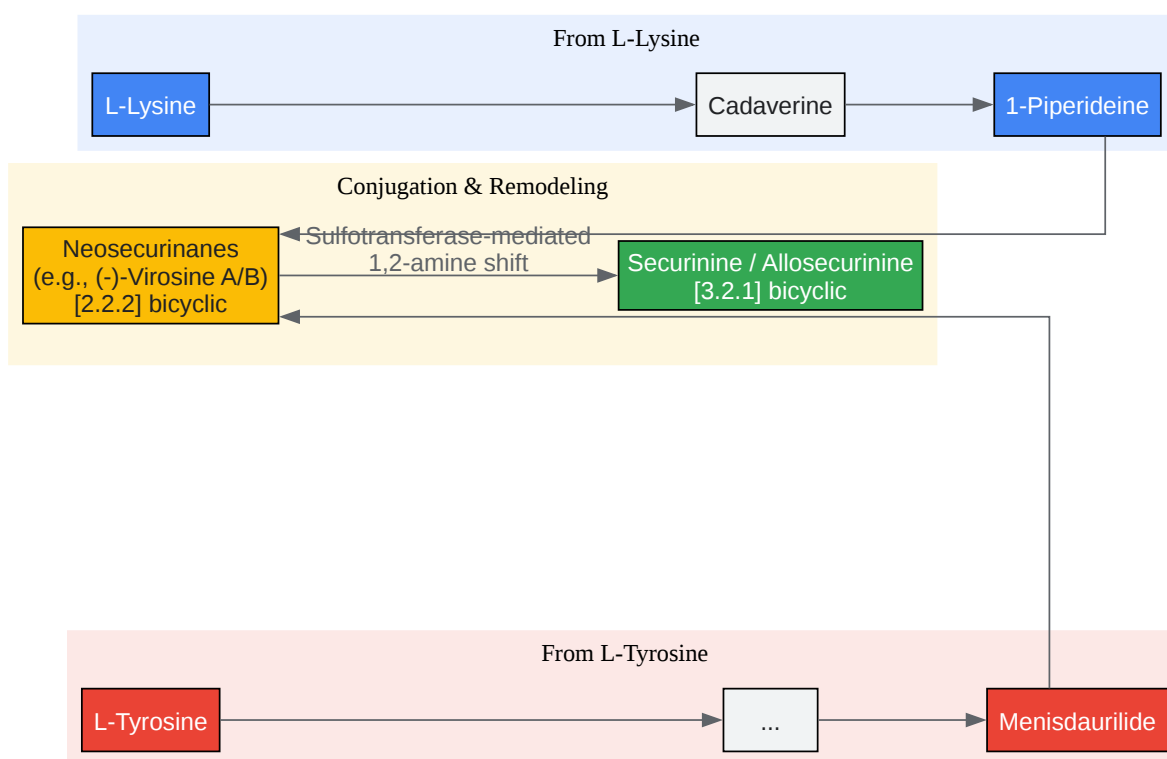 From L-Lysine
L-Lysine
Cadaverine
1-Piperideine
Conjugation & Remodeling
Neosecurinanes
(e.g., (-)-Virosine A/B)
[2.2.2] bicyclic
Sulfotransferase-mediated
1,2-amine shift
Securinine / Allosecurinine
[3.2.1] bicyclic
From L-Tyrosine
L-Tyrosine
...
Menisdaurilide